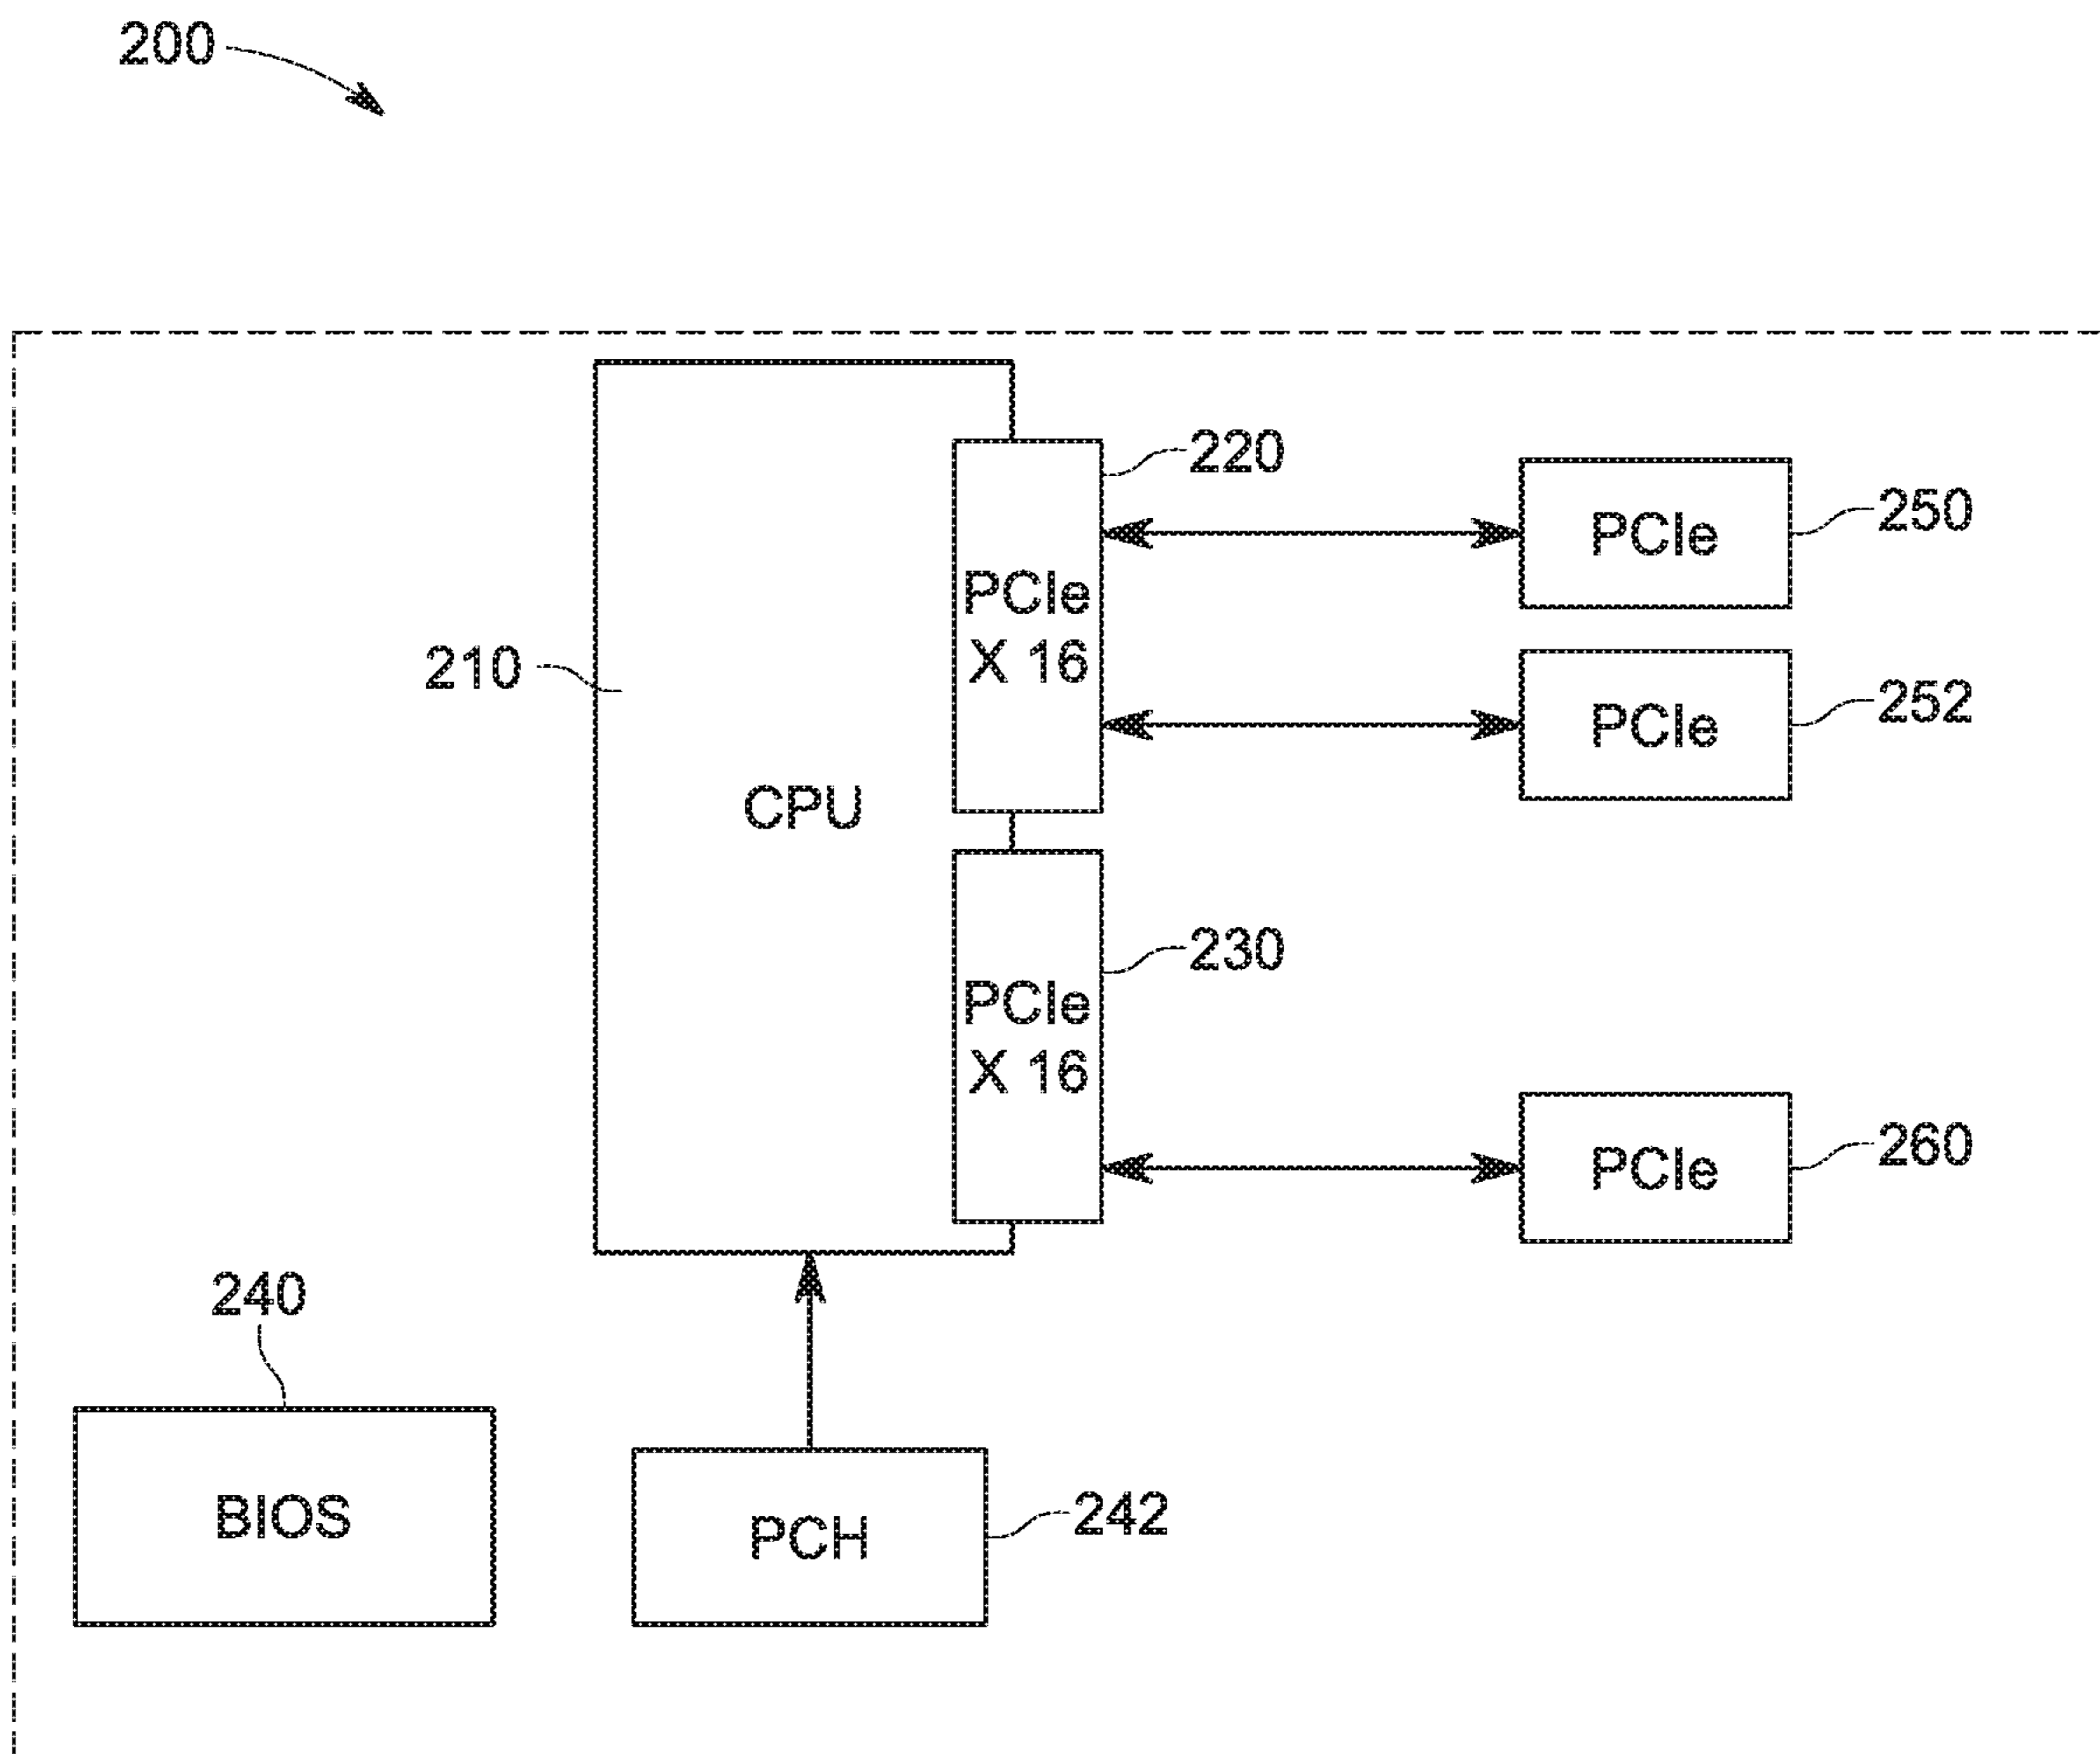 200
220
PCIe
250
PCIe
X 16
210
PCIe
252
CPU
230
PCIe
X 16
PCIe
260
240
BIOS
PCH
242